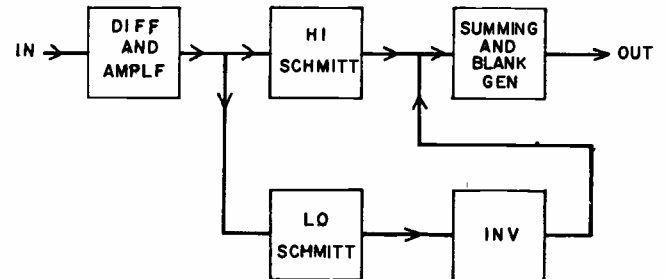 IN
DIFF
AND
AMPLF
HI
SCHMITT
SUMMING
AND
BLANK
GEN
OUT
LO
SCHMITT
INV